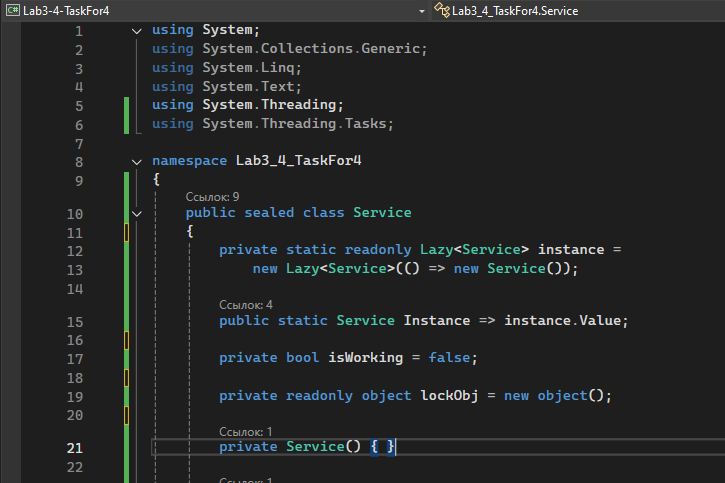 Lab3-4-TaskFor4 Lab3_4_TaskFor4.Service
1 using System;
2 using System.Collections.Generic;
3 using System.Linq;
4 using System.Text;
5 using System.Threading;
6 using System.Threading.Tasks;
7
8 namespace Lab3_4_TaskFor4
9 {
Ссылок: 9
10 public sealed class Service
11 {
12 private static readonly Lazy<Service> instance =
13 new Lazy<Service>(() => new Service());
14
Ссылок: 4
15 public static Service Instance => instance.Value;
16
17 private bool isWorking = false;
18
19 private readonly object lockObj = new object();
20
Ссылок: 1
21 private Service() { }
22
Ссылок: 1